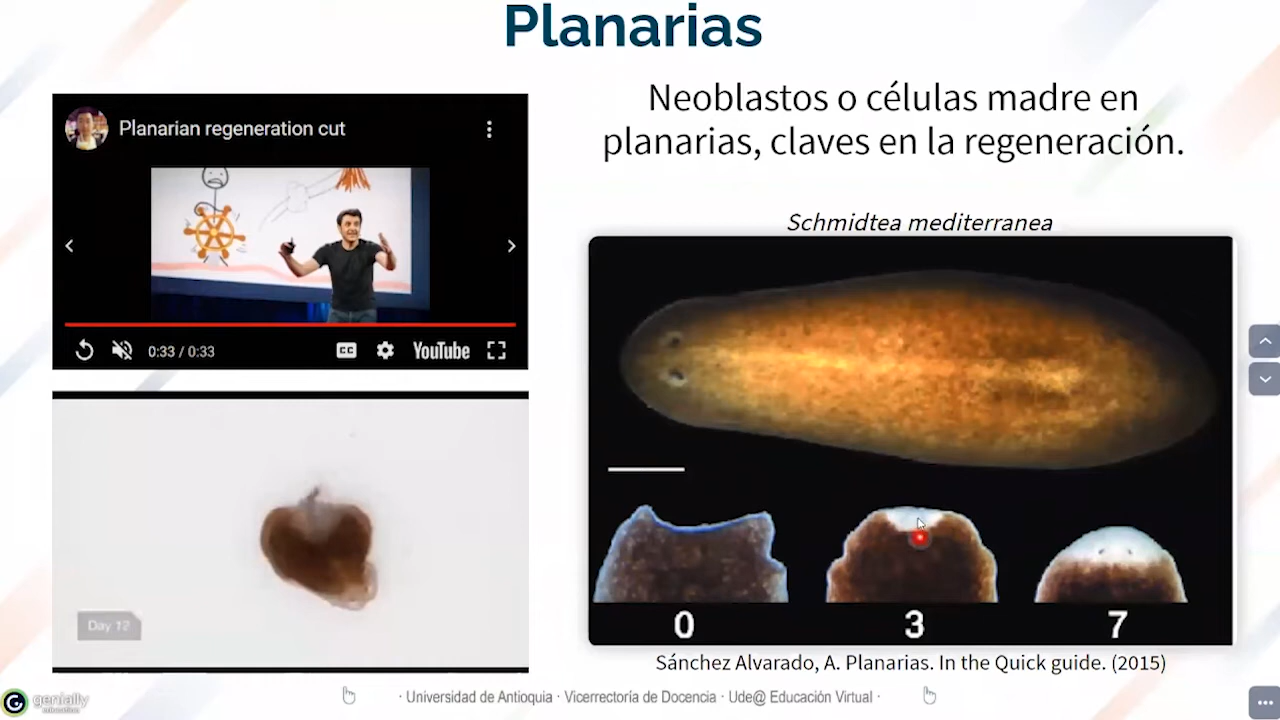 Planarias
Planarian regeneration cut
0:33 / 0:33
CC
YouTube
Day 12
Neoblastos o células madre en
planarias, claves en la regeneración.
Schmidtea mediterranea
0
3
7
Sánchez Alvarado, A. Planarias. In the Quick guide. (2015)
genially
· Universidad de Antioquia · Vicerrectoría de Docencia · Ude@ Educación Virtual ·